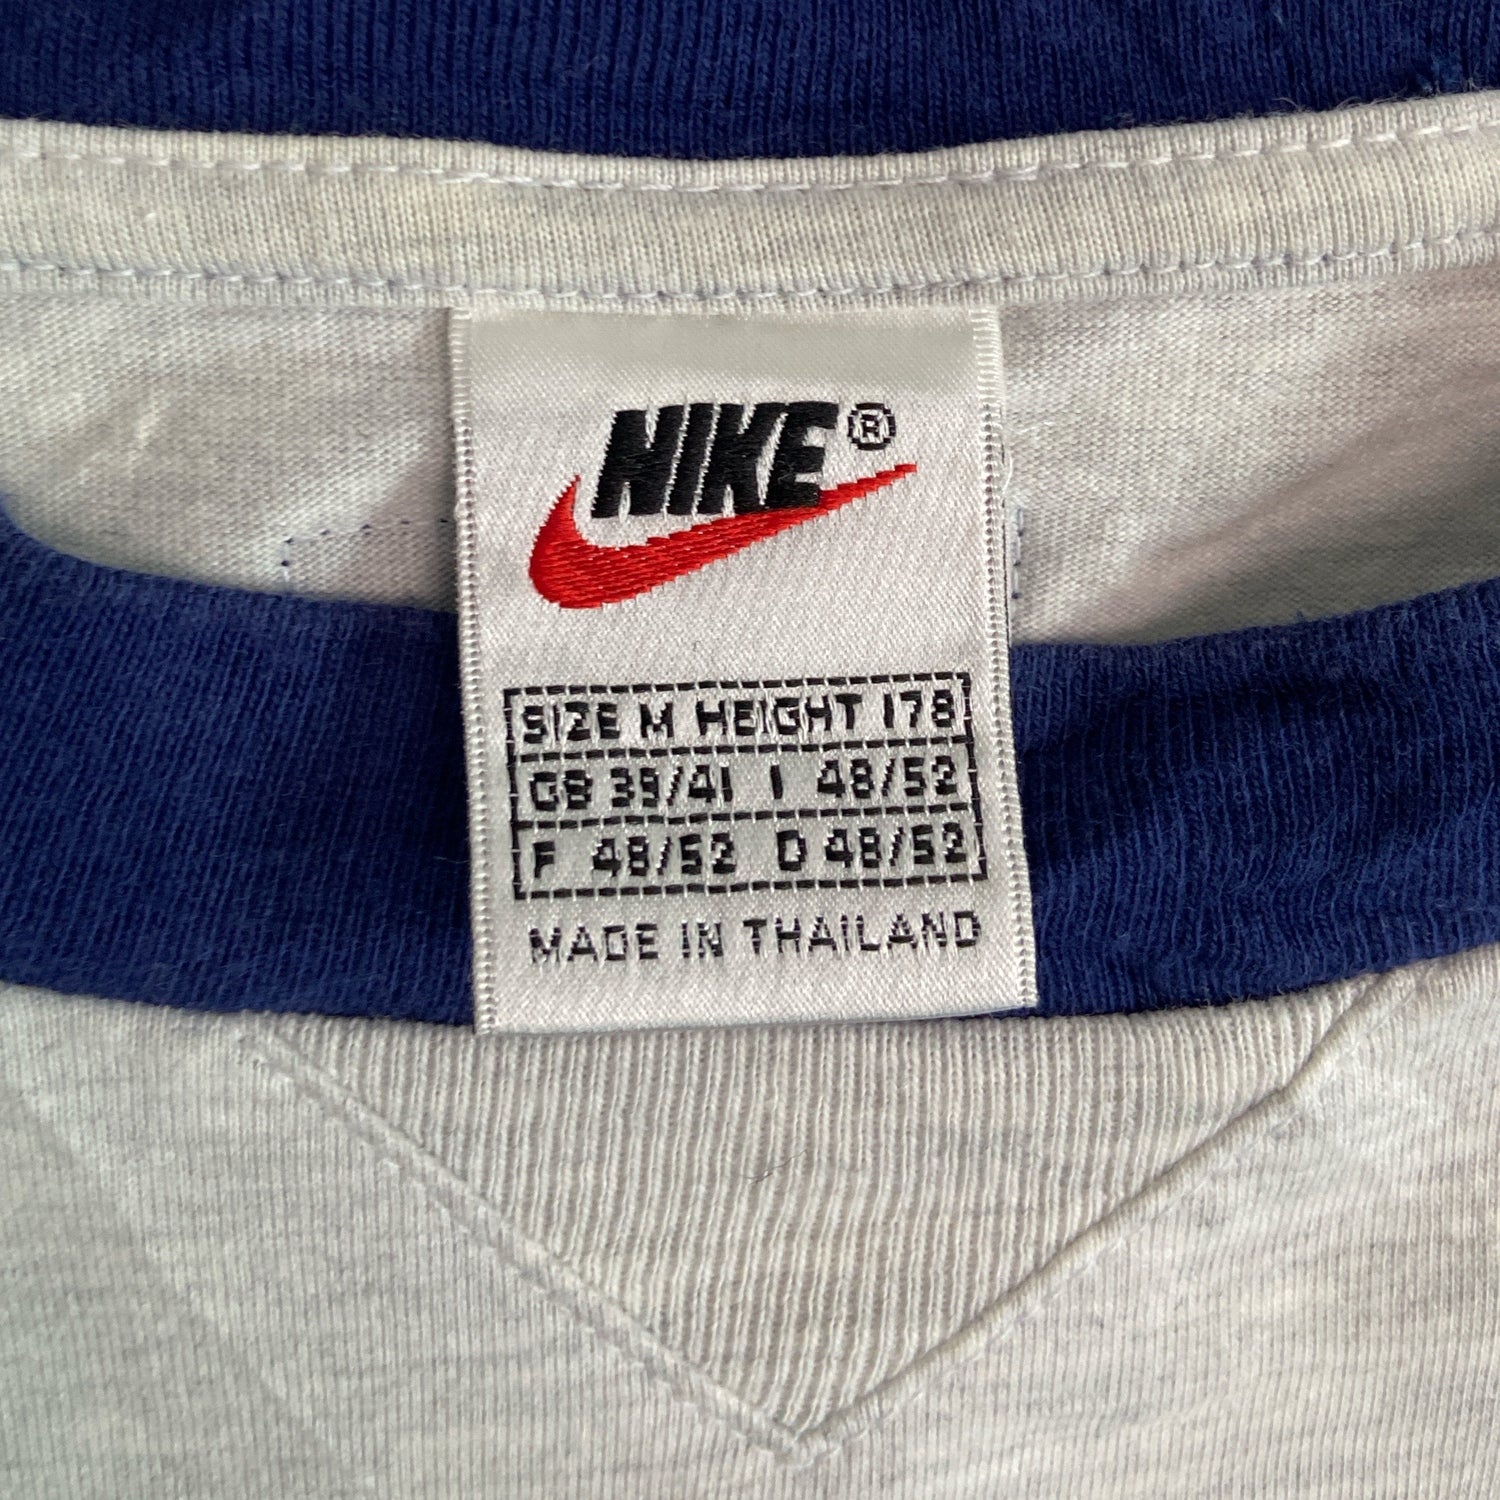 NIKE®
SIZE M HEIGHT 178
GB 39/41 I 48/52
F 48/52 D 48/52
MADE IN THAILAND